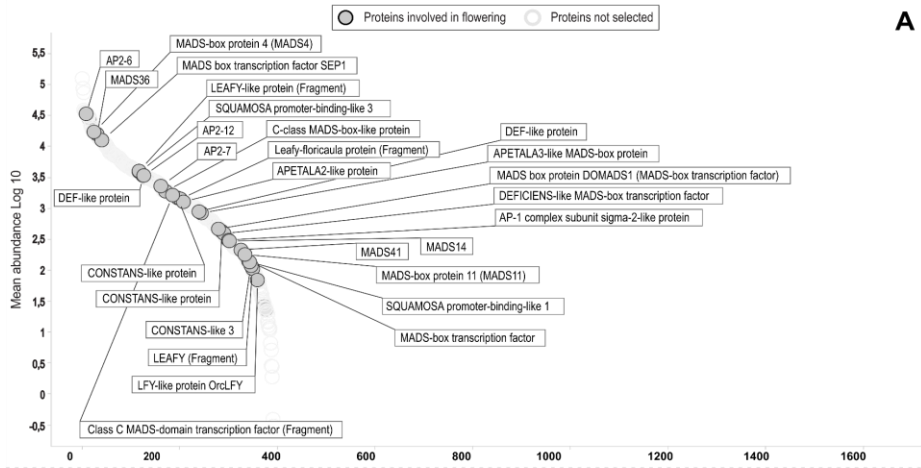 Proteins involved in flowering
Proteins not selected
A
MADS-box protein 4 (MADS4)
AP2-6
MADS box transcription factor SEP1
MADS36
LEAFY-like protein (Fragment)
SQUAMOSA promoter-binding-like 3
AP2-12
C-class MADS-box-like protein
DEF-like protein
AP2-7
Leafy-floricaula protein (Fragment)
APETALA3-like MADS-box protein
APETALA2-like protein
MADS box protein DOMADS1 (MADS-box transcription factor)
DEF-like protein
DEFICIENS-like MADS-box transcription factor
AP-1 complex subunit sigma-2-like protein
MADS41
MADS14
CONSTANS-like protein
MADS-box protein 11 (MADS11)
CONSTANS-like protein
SQUAMOSA promoter-binding-like 1
CONSTANS-like 3
MADS-box transcription factor
LEAFY (Fragment)
LFY-like protein OrcLFY
Class C MADS-domain transcription factor (Fragment)
Mean abundance Log 10
5,5
5
4,5
4
3,5
3
2,5
2
1,5
1
0,5
0
-0,5
0
200
400
600
800
1000
1200
1400
1600